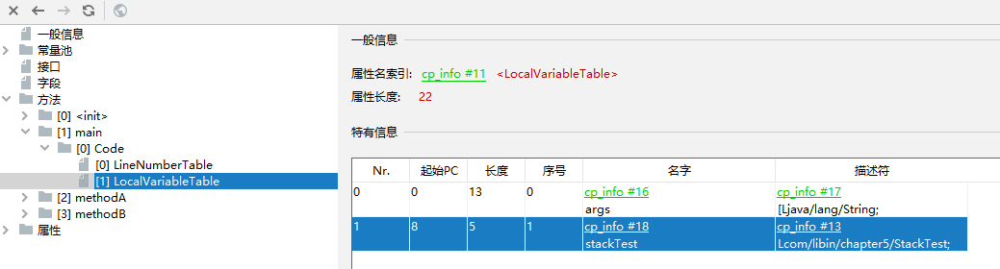 一般信息
常量池
接口
字段
方法
[0] <init>
[1] main
[0] Code
[0] LineNumberTable
[1] LocalVariableTable
[2] methodA
[3] methodB
属性
一般信息
属性名索引: cp_info #11 <LocalVariableTable>
属性长度: 22
特有信息
Nr. 起始PC 长度 序号 名字 描述符
0 0 13 0 cp_info #16 cp_info #17
args [Ljava/lang/String;
1 8 5 1 cp_info #18 cp_info #13
stackTest Lcom/libin/chapter5/StackTest;